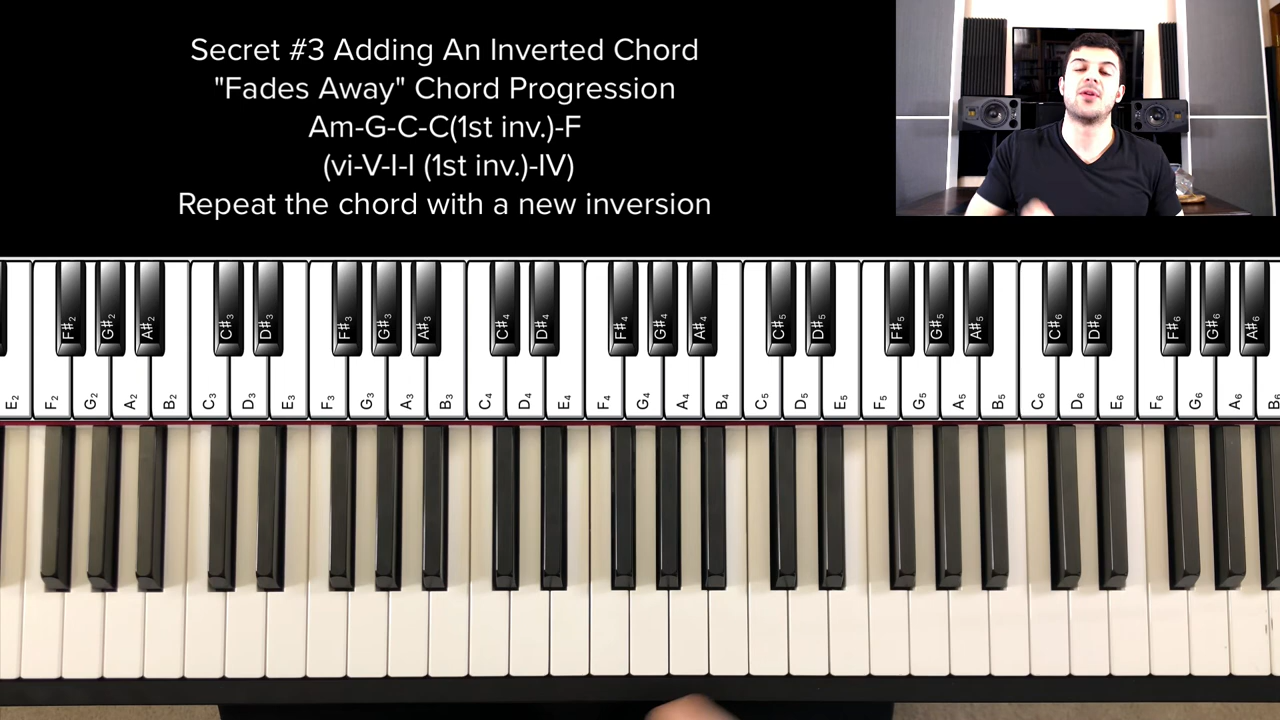 Secret #3 Adding An Inverted Chord
"Fades Away" Chord Progression
Am-G-C-C(1st inv.)-F
(vi-V-I-I (1st inv.)-IV)
Repeat the chord with a new inversion
F#2 G#2 A#2 C#3 D#3 F#3 G#3 A#3 C#4 D#4 F#4 G#4 A#4 C#5 D#5 F#5 G#5 A#5 C#6 D#6 F#6 G#6 A#6
E2 F2 G2 A2 B2 C3 D3 E3 F3 G3 A3 B3 C4 D4 E4 F4 G4 A4 B4 C5 D5 E5 F5 G5 A5 B5 C6 D6 E6 F6 G6 A6 B6